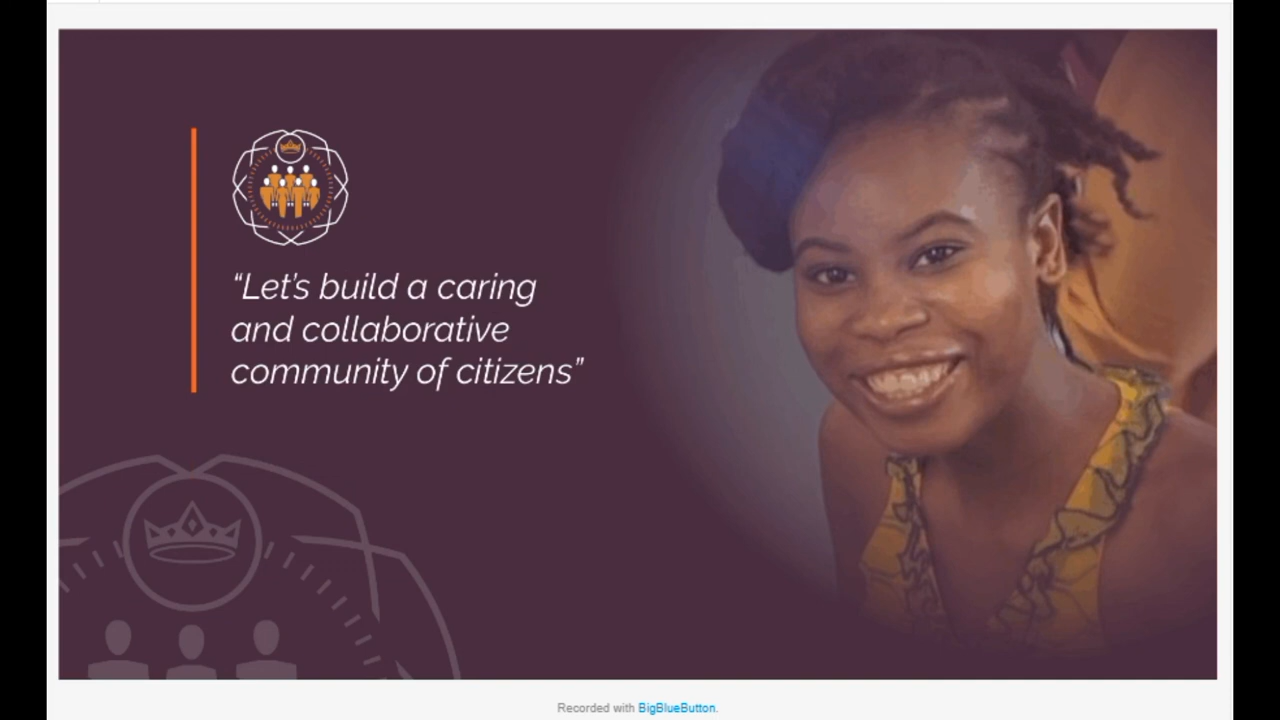 “Let’s build a caring
and collaborative
community of citizens”
Recorded with BigBlueButton.